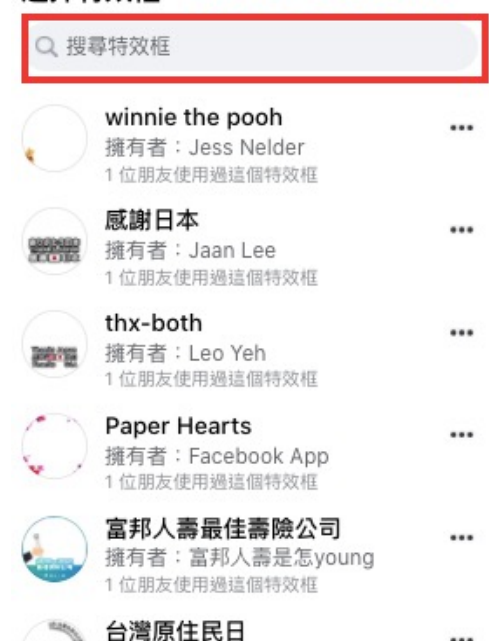 搜尋特效框
winnie the pooh
擁有者：Jess Nelder
1 位朋友使用過這個特效框
感謝日本
擁有者：Jaan Lee
1 位朋友使用過這個特效框
thx-both
擁有者：Leo Yeh
1 位朋友使用過這個特效框
Paper Hearts
擁有者：Facebook App
1 位朋友使用過這個特效框
富邦人壽最佳壽險公司
擁有者：富邦人壽是怎young
1 位朋友使用過這個特效框
台灣原住民日